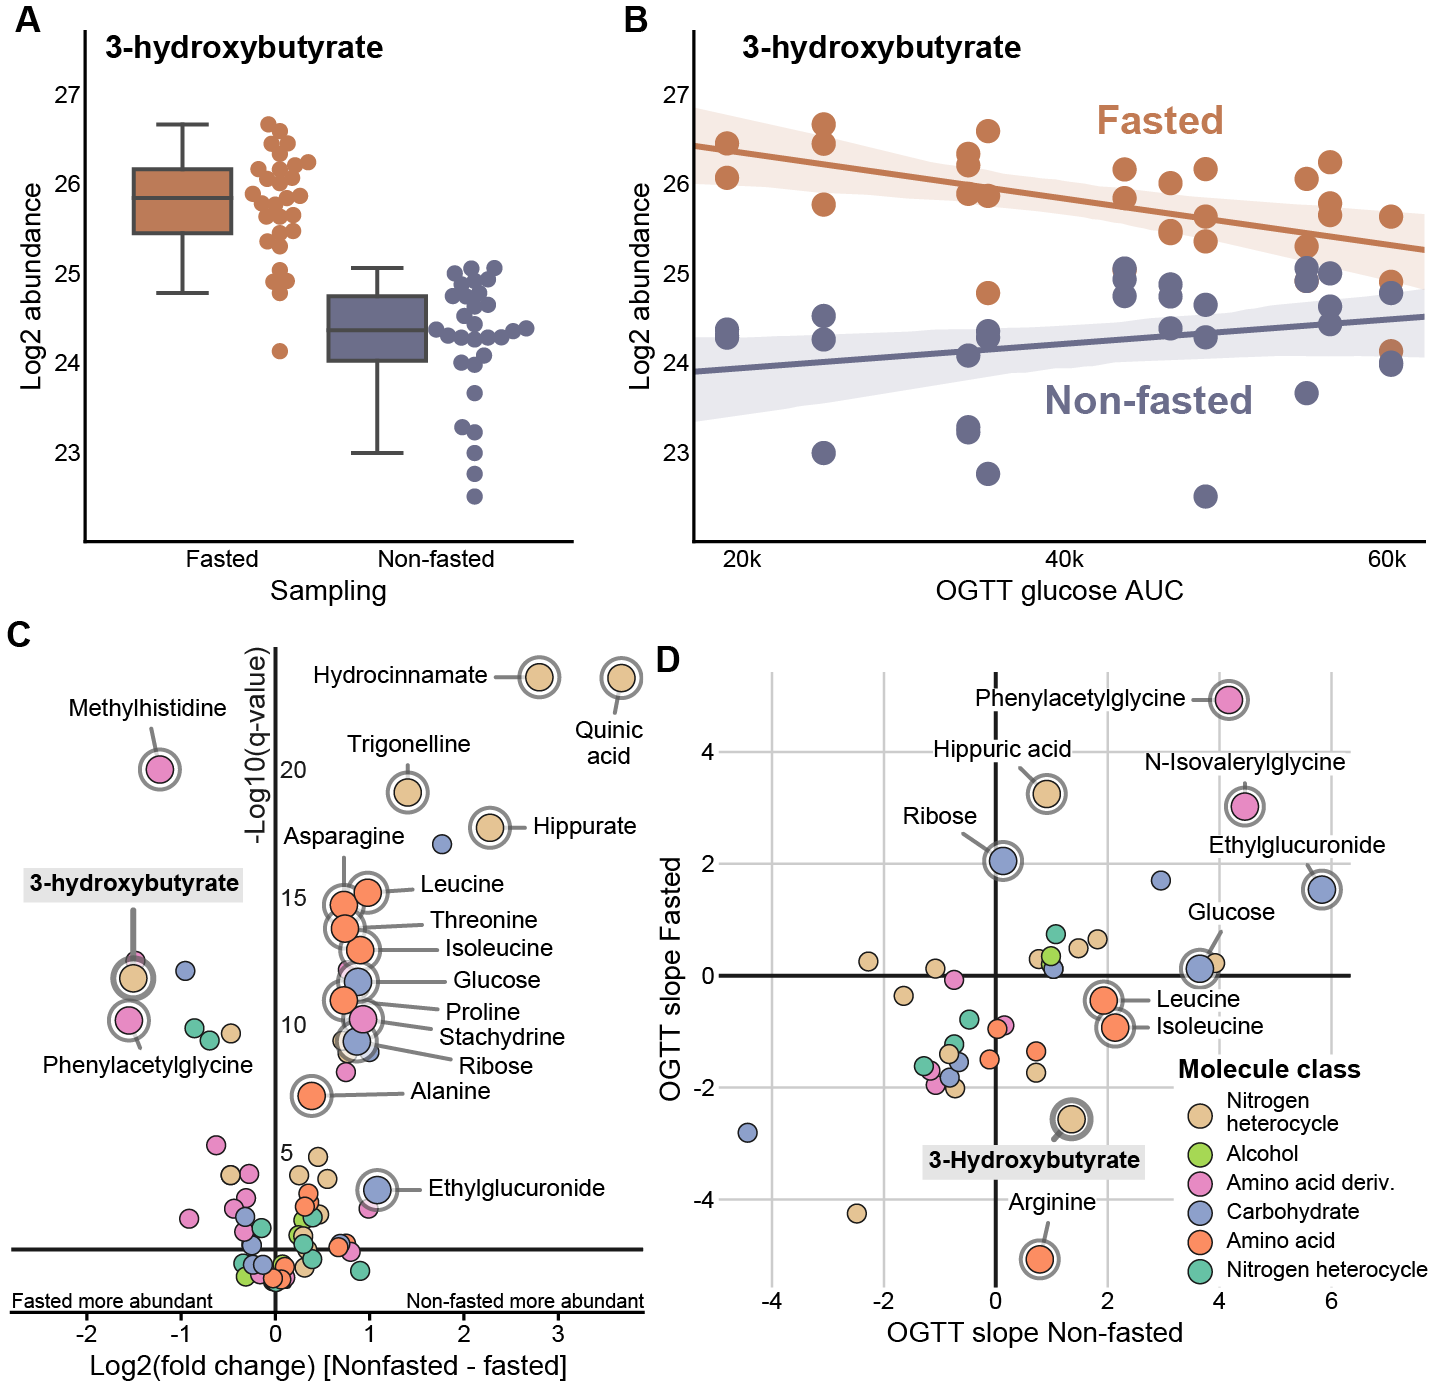 A
3-hydroxybutyrate
27
26
25
24
23
Log2 abundance
Fasted
Non-fasted
Sampling
B
3-hydroxybutyrate
27
26
25
24
23
Log2 abundance
Fasted
Non-fasted
20k
40k
60k
OGTT glucose AUC
C
-Log10(q-value)
20
15
10
5
Hydrocinnamate
Quinic
acid
Methylhistidine
Trigonelline
Hippurate
Asparagine
Leucine
3-hydroxybutyrate
Threonine
Isoleucine
Glucose
Proline
Stachydrine
Ribose
Phenylacetylglycine
Alanine
Ethylglucuronide
Fasted more abundant
Non-fasted more abundant
-2
-1
0
1
2
3
Log2(fold change) [Nonfasted - fasted]
D
Phenylacetylglycine
Hippuric acid
N-Isovalerylglycine
Ribose
Ethylglucuronide
Glucose
Leucine
Isoleucine
3-Hydroxybutyrate
Arginine
4
2
0
-2
-4
OGTT slope Fasted
Molecule class
Nitrogen
heterocycle
Alcohol
Amino acid deriv.
Carbohydrate
Amino acid
Nitrogen heterocycle
-4
-2
0
2
4
6
OGTT slope Non-fasted